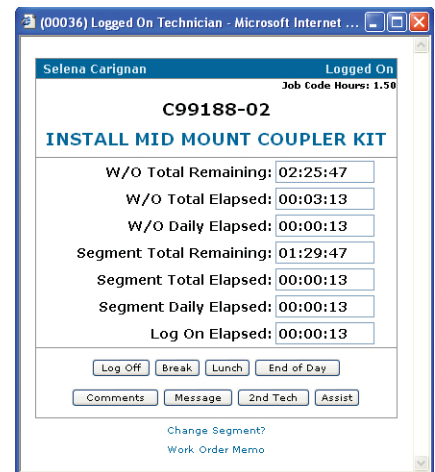 (00036) Logged On Technician - Microsoft Internet ...
Selena Carignan Logged On
Job Code Hours: 1.50
C99188-02
INSTALL MID MOUNT COUPLER KIT
W/O Total Remaining: 02:25:47
W/O Total Elapsed: 00:03:13
W/O Daily Elapsed: 00:00:13
Segment Total Remaining: 01:29:47
Segment Total Elapsed: 00:00:13
Segment Daily Elapsed: 00:00:13
Log On Elapsed: 00:00:13
Log Off Break Lunch End of Day
Comments Message 2nd Tech Assist
Change Segment?
Work Order Memo